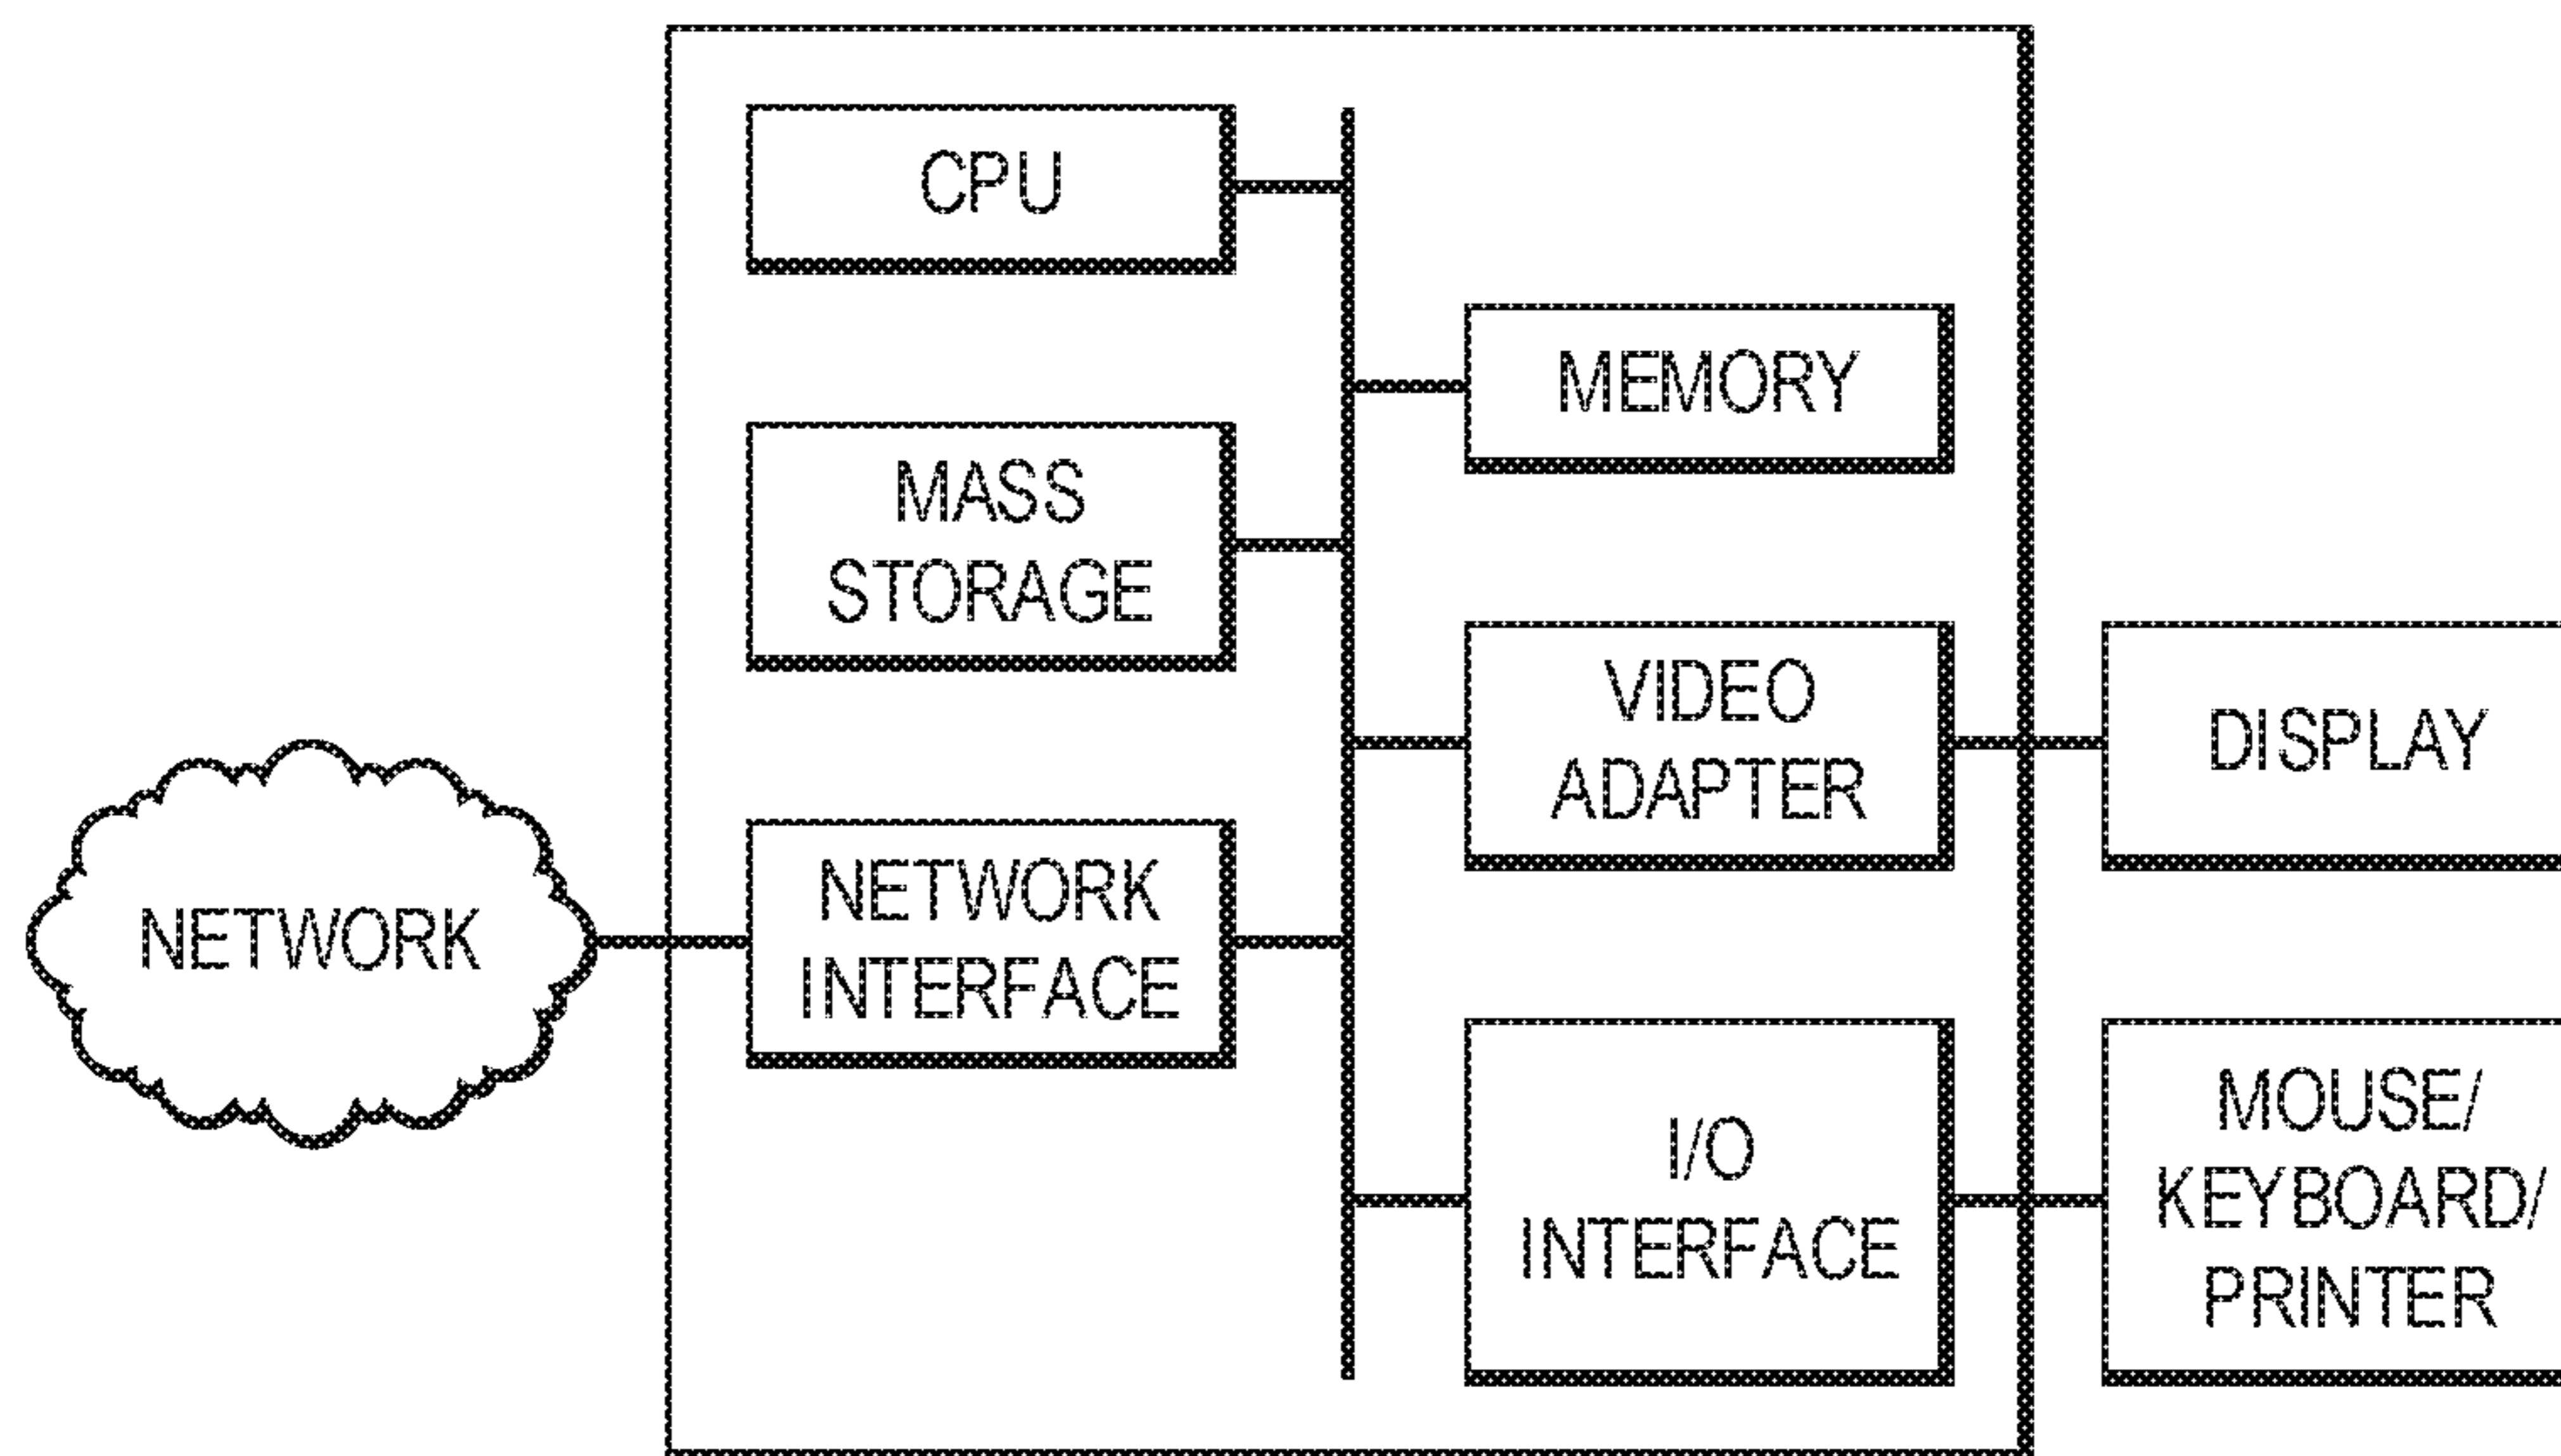 CPU
MEMORY
MASS
STORAGE
VIDEO
ADAPTER
DISPLAY
NETWORK
NETWORK
INTERFACE
I/O
INTERFACE
MOUSE/
KEYBOARD/
PRINTER